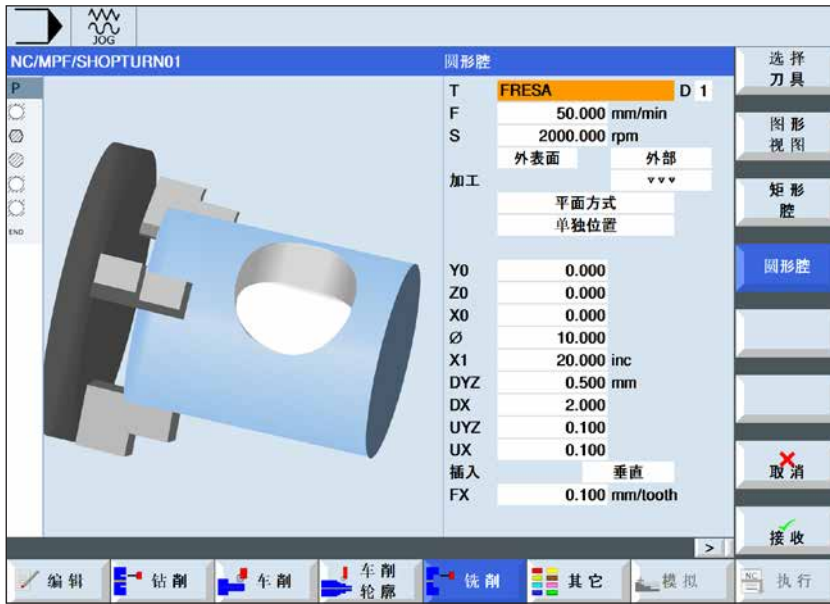 JOG
NC/MPF/SHOPTURN01
圆形腔
P
END
T FRESA D 1
F 50.000 mm/min
S 2000.000 rpm
外表面 外部
加工 ▿▿▿
平面方式
单独位置
Y0 0.000
Z0 0.000
X0 0.000
Ø 10.000
X1 20.000 inc
DYZ 0.500 mm
DX 2.000
UYZ 0.100
UX 0.100
插入 垂直
FX 0.100 mm/tooth
>
选择
刀具
图形
视图
矩形
腔
圆形腔
取消
接收
编辑
钻削
车削
车削
轮廓
铣削
其它
模拟
NC
执行